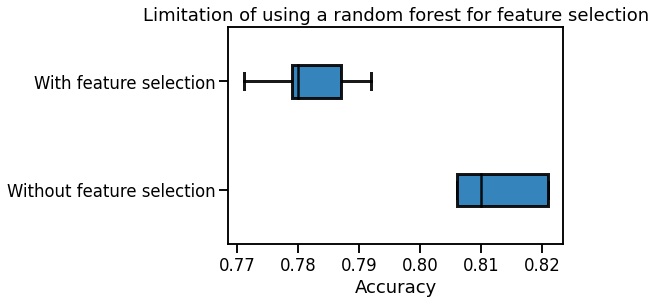 Limitation of using a random forest for feature selection
With feature selection
Without feature selection
0.77 0.78 0.79 0.80 0.81 0.82
Accuracy